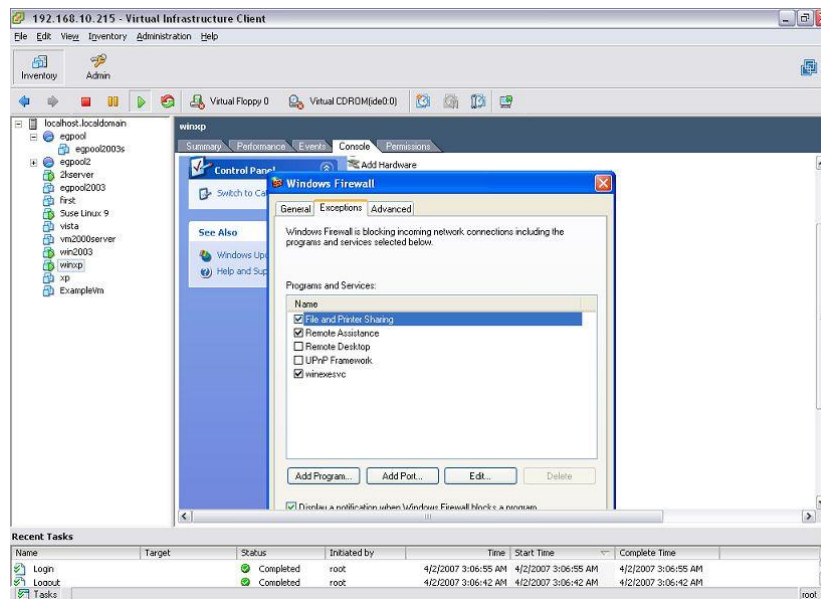 192.168.10.215 - Virtual Infrastructure Client
File Edit View Inventory Administration Help
Inventory Admin
Virtual Floppy 0 Virtual CDROM(ide0:0)
localhost.localdomain
egpool
egpool2003s
egpool2
2kserver
egpool2003
first
Suse Linux 9
vista
vm2000server
win2003
winxp
xp
ExampleVm
winxp
Summary Performance Events Console Permissions
Control Panel
Add Hardware
Switch to Ca
See Also
Windows Upd
Help and Sup
Windows Firewall
General Exceptions Advanced
Windows Firewall is blocking incoming network connections including the
programs and services selected below.
Programs and Services:
Name
File and Printer Sharing
Remote Assistance
Remote Desktop
UPnP Framework
winexesvc
Add Program... Add Port... Edit... Delete
Display a notification when Windows Firewall blocks a program
Recent Tasks
Name Target Status Initiated by Time Start Time Complete Time
Login Completed root 4/2/2007 3:06:55 AM 4/2/2007 3:06:55 AM 4/2/2007 3:06:55 AM
Logout Completed root 4/2/2007 3:06:42 AM 4/2/2007 3:06:42 AM 4/2/2007 3:06:42 AM
Tasks root